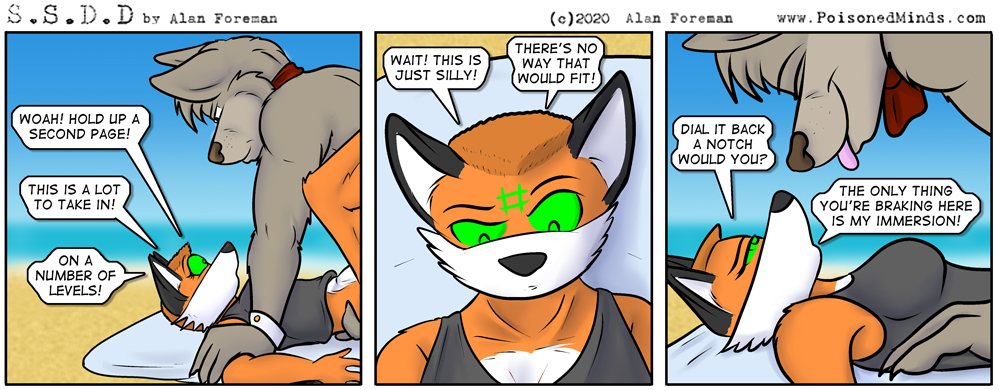 S.S.D.D by Alan Foreman
(c)2020 Alan Foreman
www.PoisonedMinds.com
WOAH! HOLD UP A
SECOND PAGE!
THIS IS A LOT
TO TAKE IN!
ON A
NUMBER OF
LEVELS!
WAIT! THIS IS
JUST SILLY!
THERE'S NO
WAY THAT
WOULD FIT!
#
DIAL IT BACK
A NOTCH
WOULD YOU?
THE ONLY THING
YOU'RE BRAKING HERE
IS MY IMMERSION!